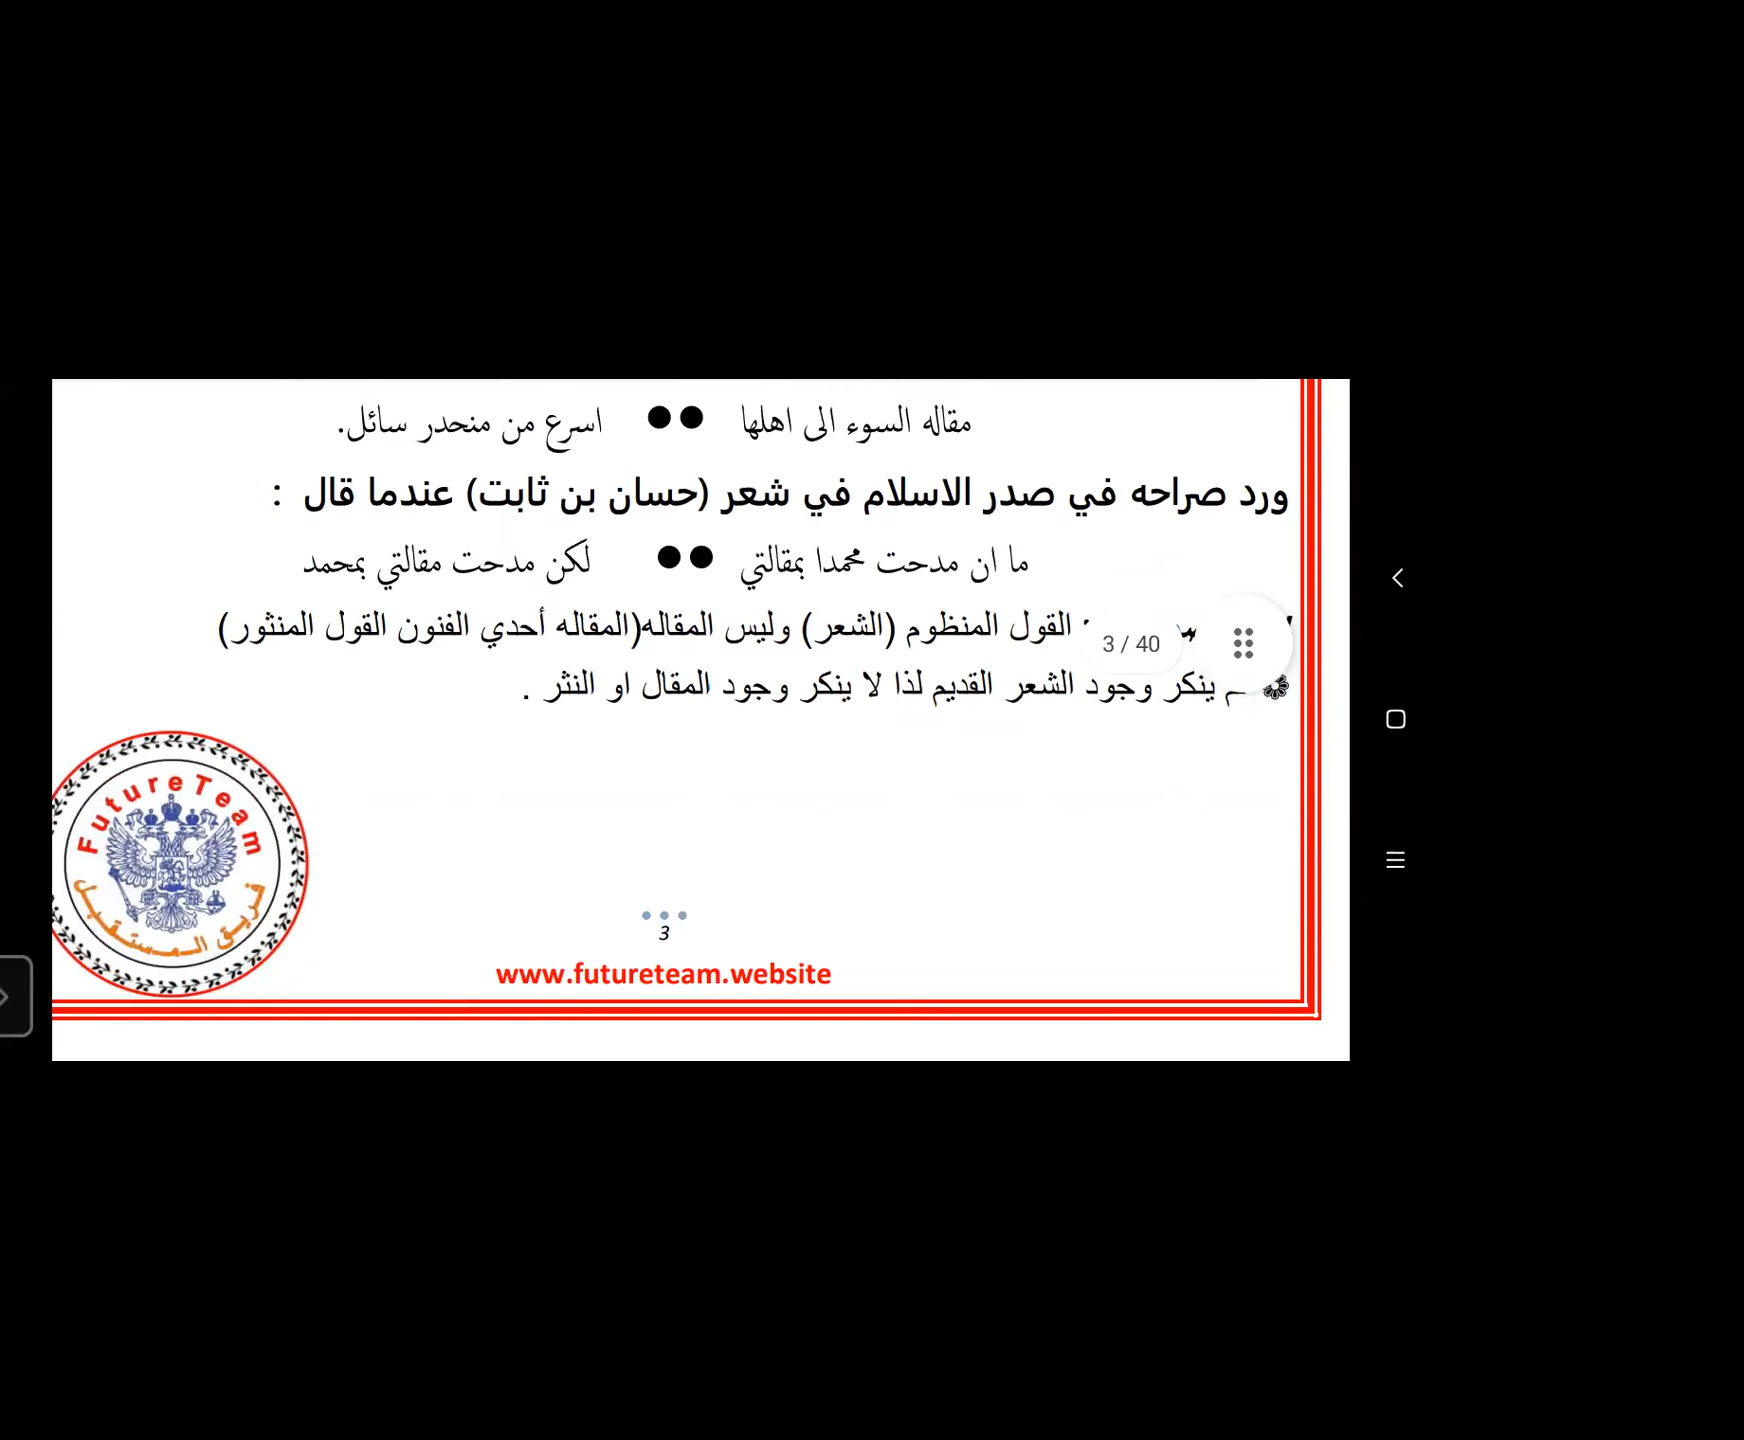 مقاله السوء الى اهلها ●● اسرع من منحدر سائل.
ورد صراحه في صدر الاسلام في شعر (حسان بن ثابت) عندما قال :
ما ان مدحت محمدا بمقالتي ●● لكن مدحت مقالتي بمحمد
القول المنظوم (الشعر) وليس المقاله(المقاله أحدي الفنون القول المنثور)
3 / 40
ينكر وجود الشعر القديم لذا لا ينكر وجود المقال او النثر .
FutureTeam
فريق المستقبل
3
www.futureteam.website